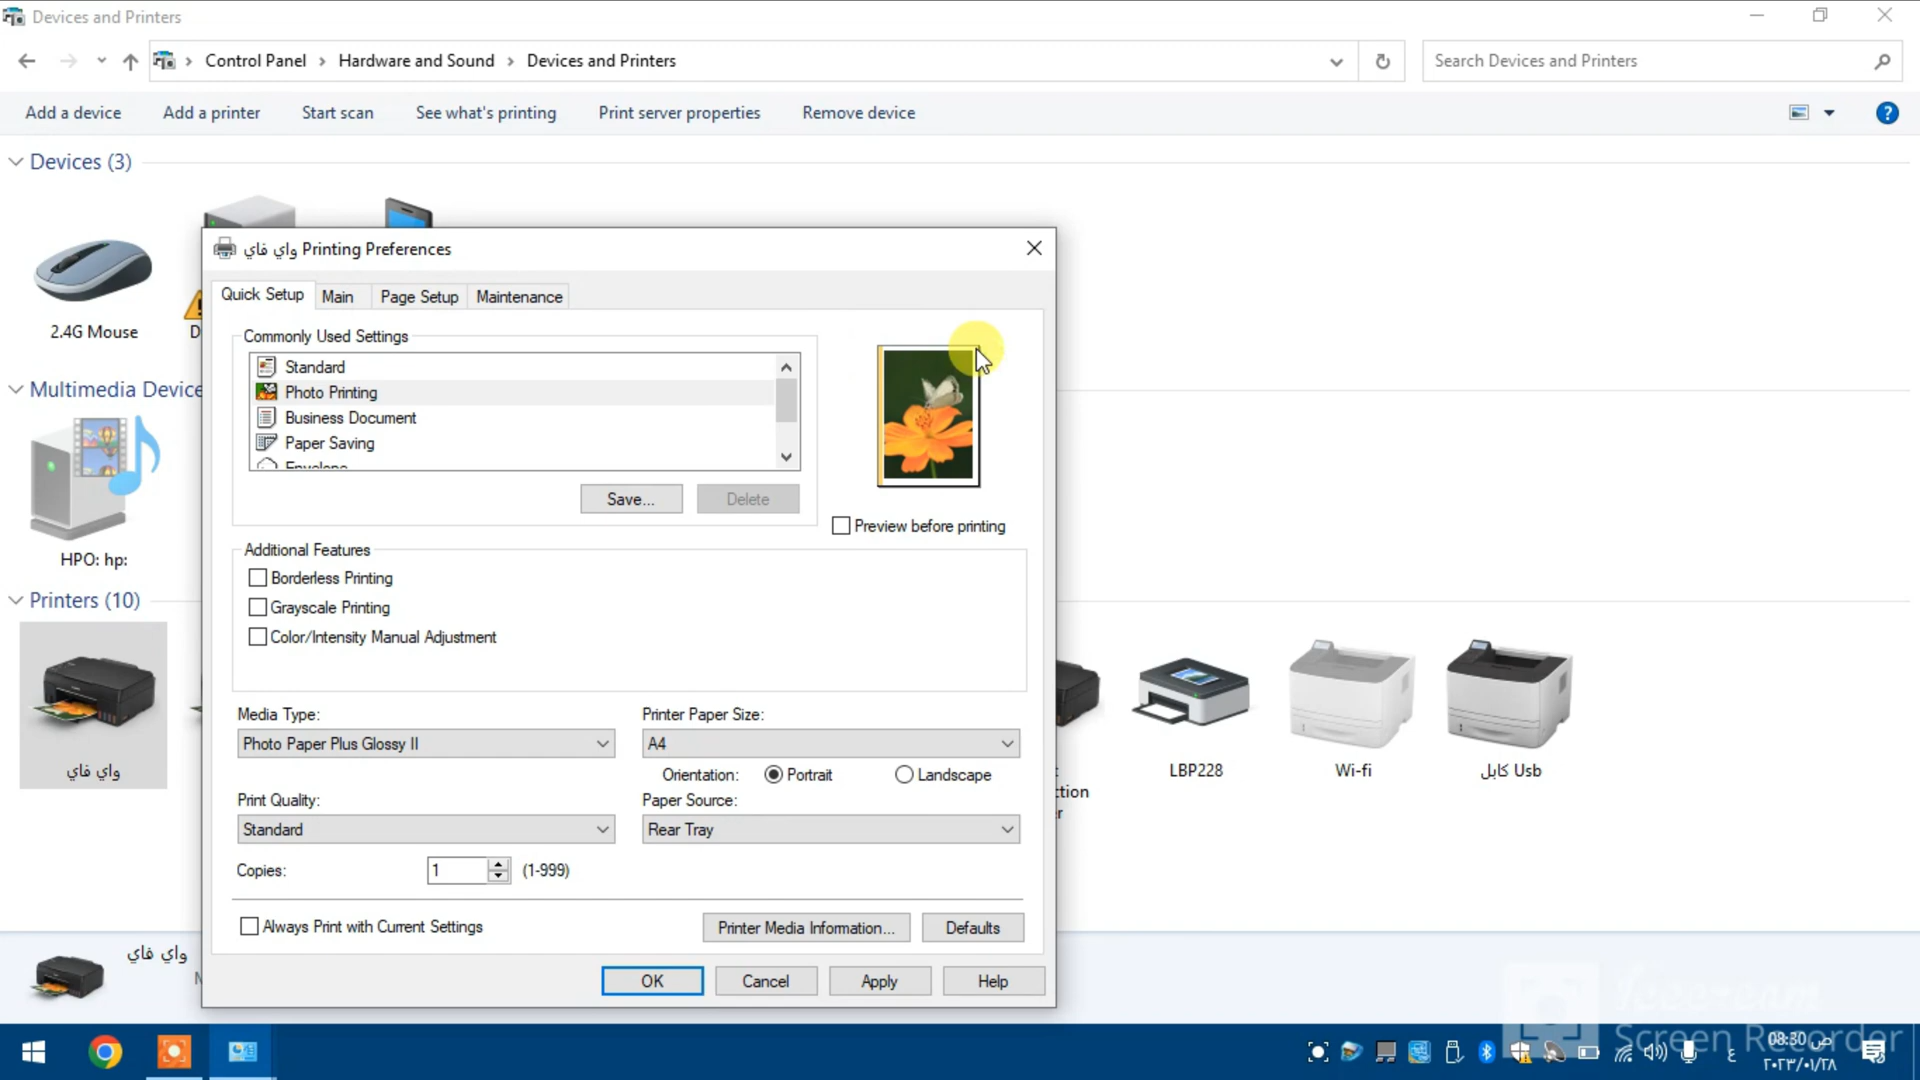 Devices and Printers
Control Panel > Hardware and Sound > Devices and Printers
Search Devices and Printers
Add a device
Add a printer
Start scan
See what's printing
Print server properties
Remove device
Devices (3)
2.4G Mouse
D
Multimedia Device
HPO: hp:
Printers (10)
واي فاي
واي فاي Printing Preferences
Quick Setup
Main
Page Setup
Maintenance
Commonly Used Settings
Standard
Photo Printing
Business Document
Paper Saving
Envelope
Save...
Delete
Preview before printing
Additional Features
Borderless Printing
Grayscale Printing
Color/Intensity Manual Adjustment
Media Type:
Photo Paper Plus Glossy II
Printer Paper Size:
A4
Orientation:
Portrait
Landscape
Print Quality:
Standard
Paper Source:
Rear Tray
Copies:
1
(1-999)
Always Print with Current Settings
Printer Media Information...
Defaults
OK
Cancel
Apply
Help
LBP228
Wi-fi
كابل Usb
واي فاي
Screen Recorder
08:30 ص
٢٠٢٣/٠١/٢٨
ع